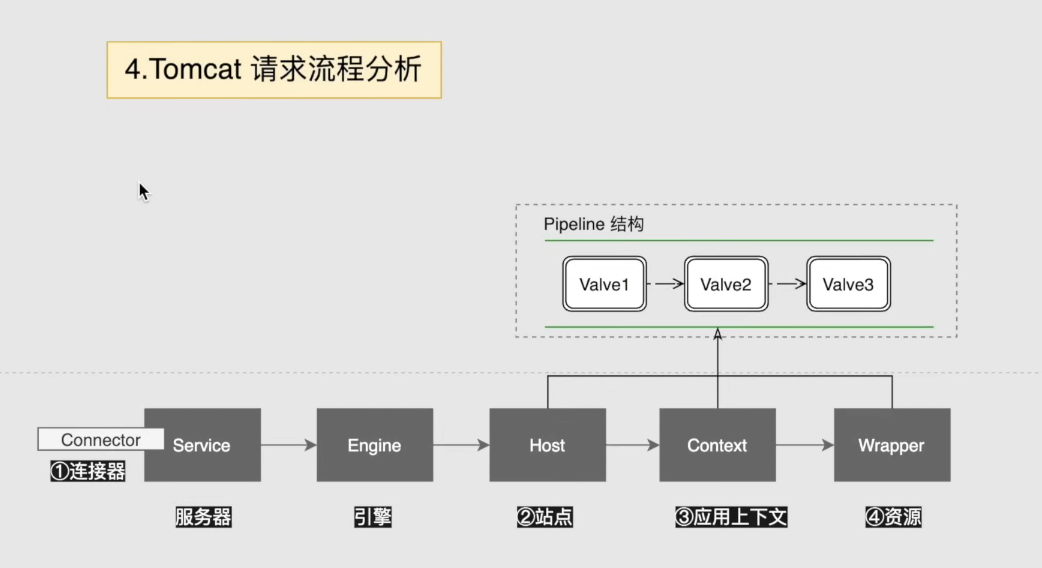 4.Tomcat 请求流程分析
Pipeline 结构
Valve1
Valve2
Valve3
Connector
Service
Engine
Host
Context
Wrapper
①连接器
服务器
引擎
②站点
③应用上下文
④资源